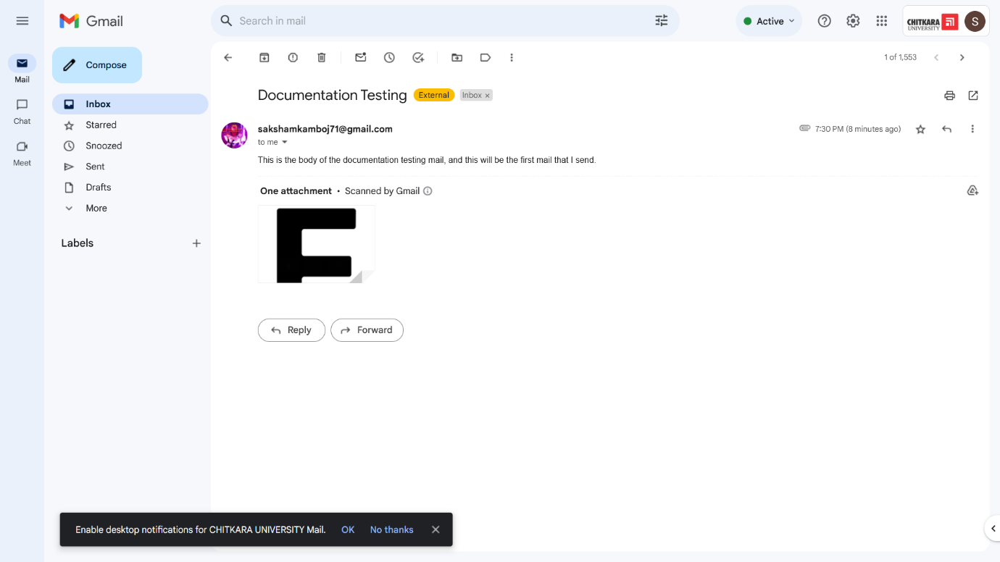 Gmail
Search in mail
Active
CHITKARA
UNIVERSITY
S
Mail
Chat
Meet
Compose
Inbox
Starred
Snoozed
Sent
Drafts
More
Labels
1 of 1,553
Documentation Testing External Inbox ×
sakshamkamboj71@gmail.com
7:30 PM (8 minutes ago)
to me
This is the body of the documentation testing mail, and this will be the first mail that I send.
One attachment • Scanned by Gmail
E
Reply Forward
Enable desktop notifications for CHITKARA UNIVERSITY Mail. OK No thanks